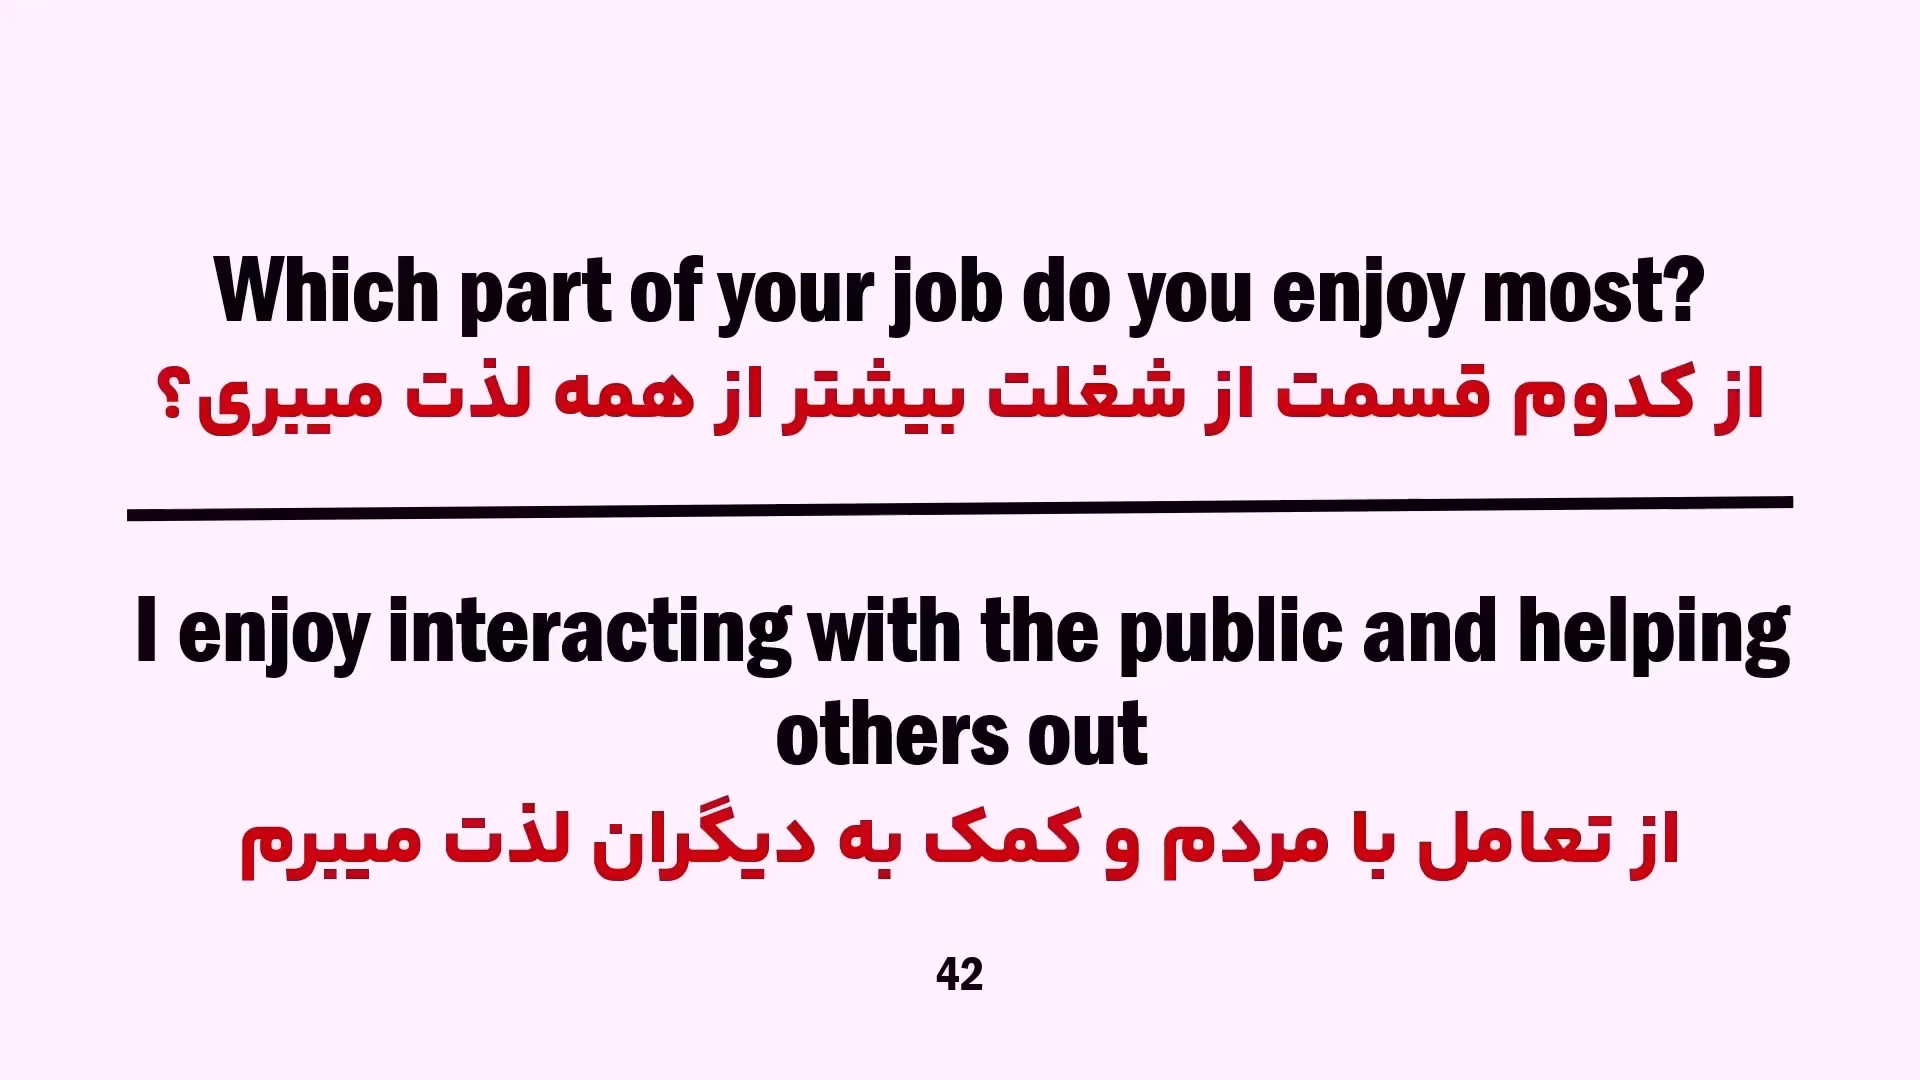 Which part of your job do you enjoy most?
از کدوم قسمت از شغلت بیشتر از همه لذت میبری؟
I enjoy interacting with the public and helping
others out
از تعامل با مردم و کمک به دیگران لذت میبرم
42